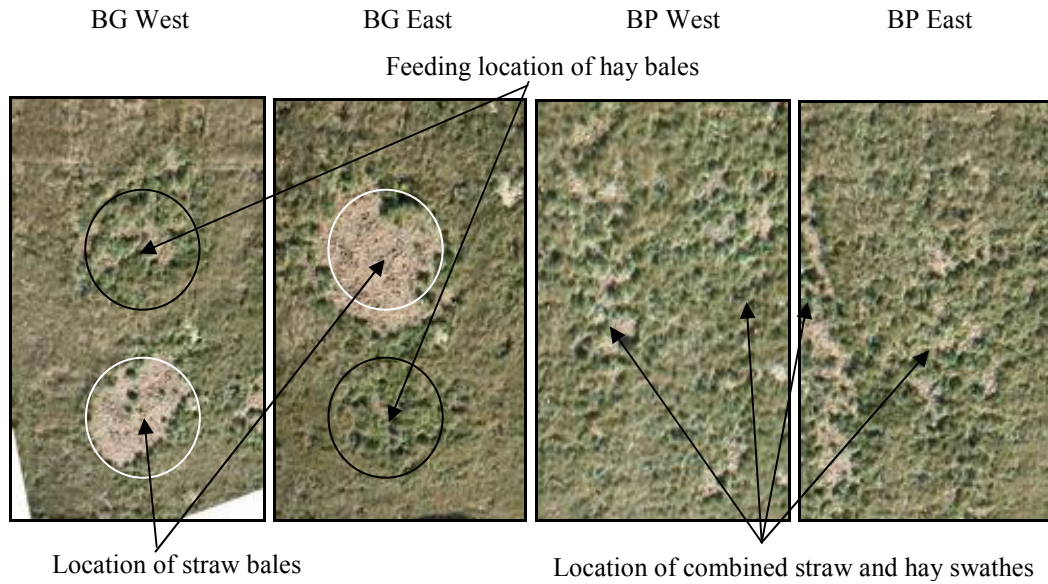 BG West BG East BP West BP East
Feeding location of hay bales
Location of straw bales
Location of combined straw and hay swathes